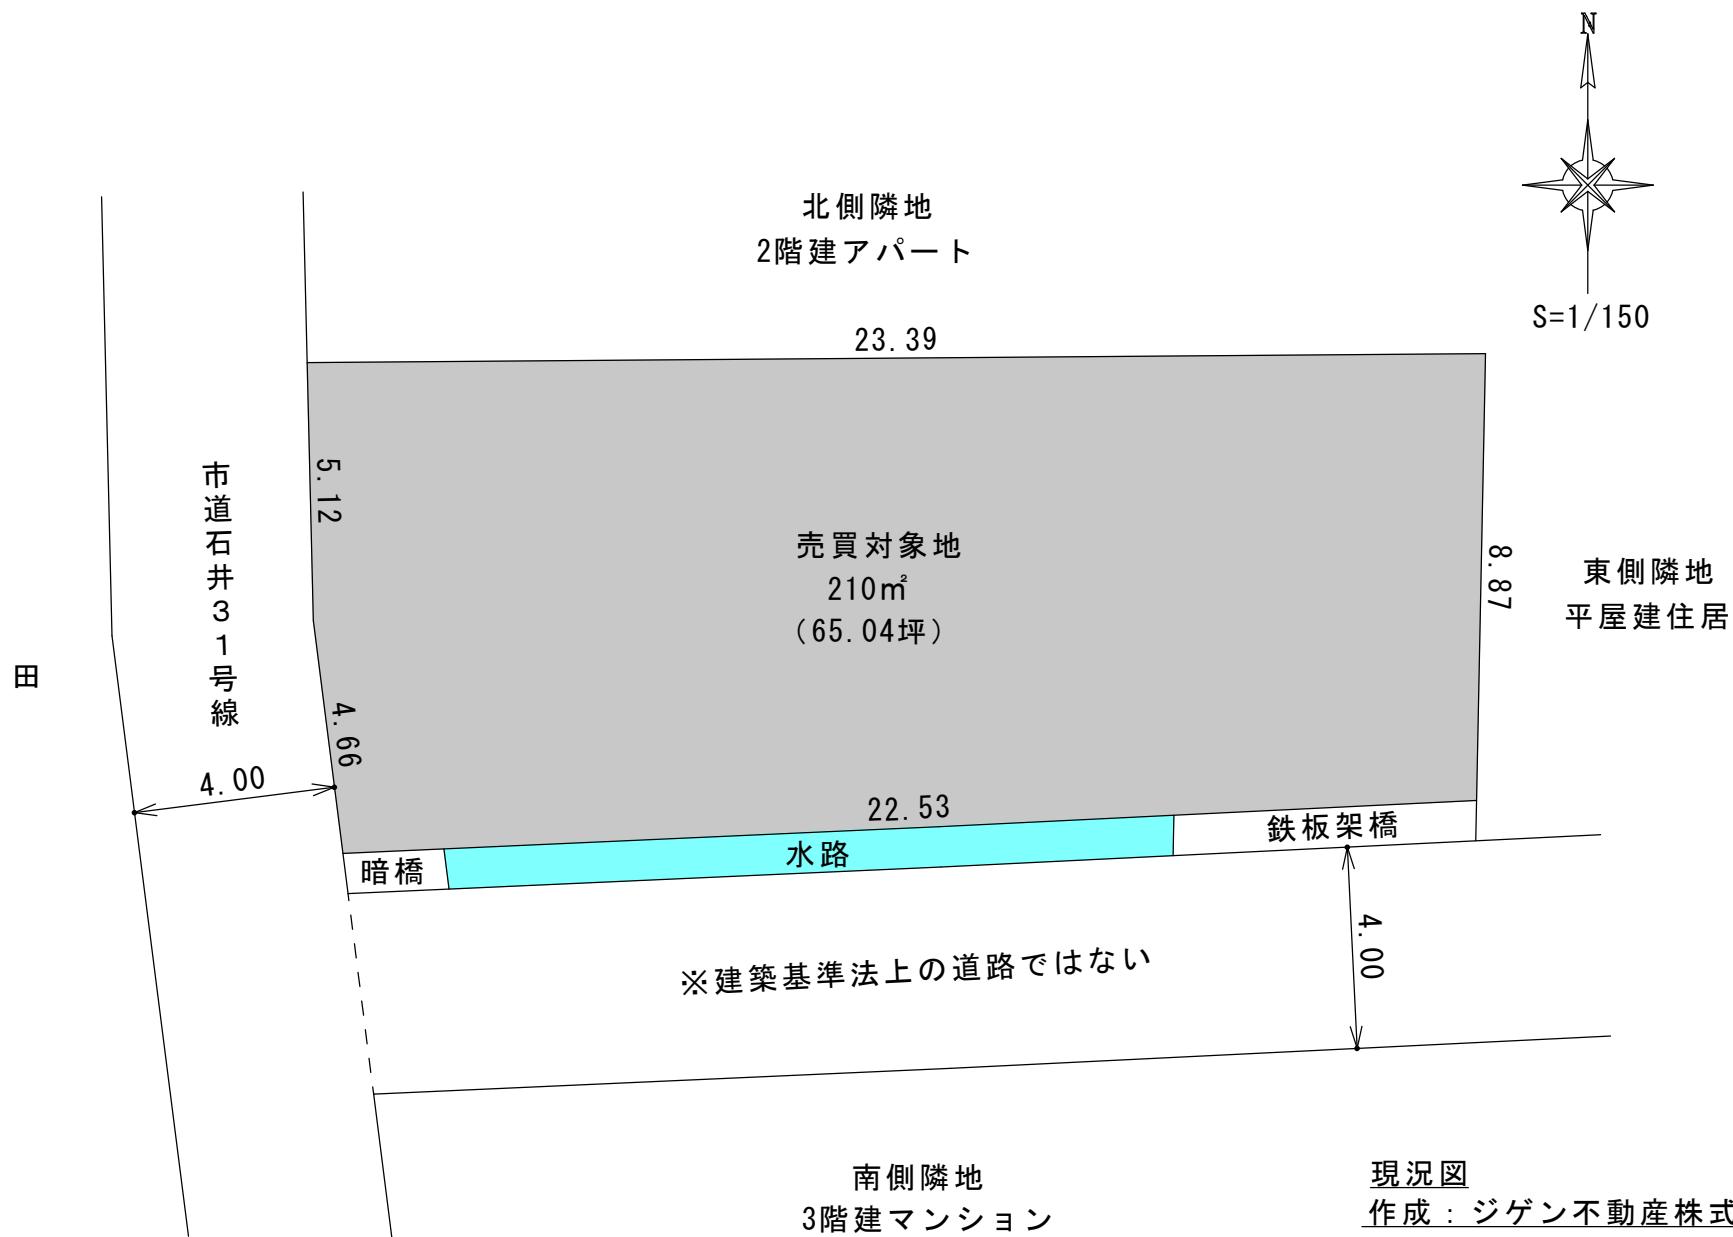 N
S=1/150
北側隣地
2階建アパート
23.39
5.12
市道石井31号線
売買対象地
210㎡
(65.04坪)
8.87
東側隣地
平屋建住居
田
4.66
4.00
22.53
鉄板架橋
水路
暗橋
4.00
※建築基準法上の道路ではない
南側隣地
3階建マンション
現況図
作成:ジゲン不動産株式